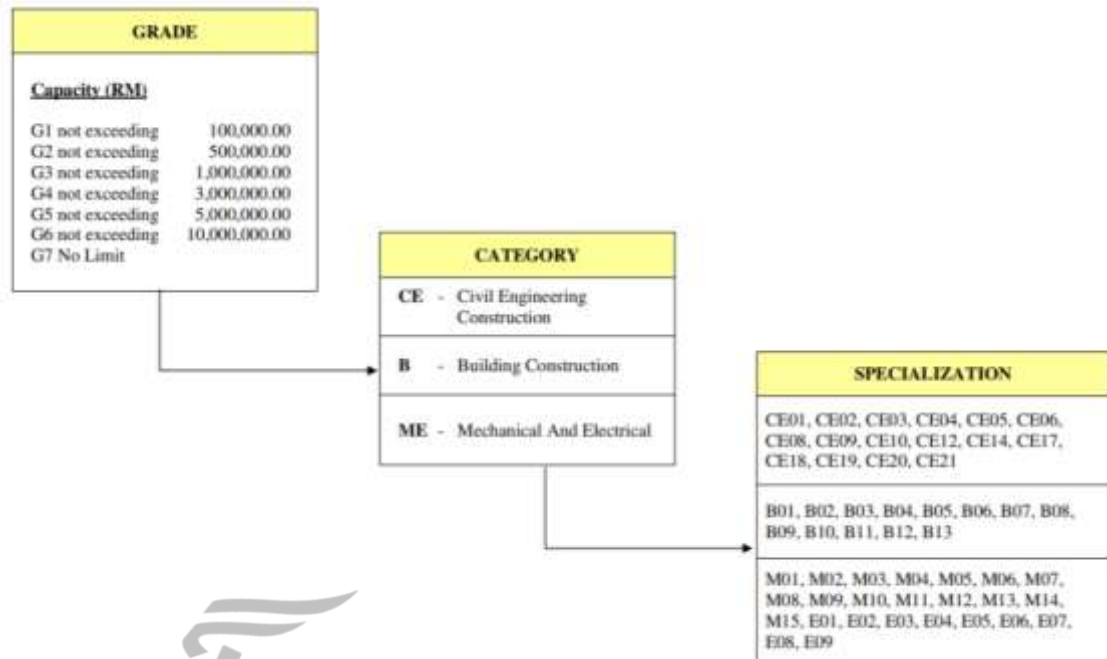 GRADE
Capacity (RM)
G1 not exceeding 100,000.00
G2 not exceeding 500,000.00
G3 not exceeding 1,000,000.00
G4 not exceeding 3,000,000.00
G5 not exceeding 5,000,000.00
G6 not exceeding 10,000,000.00
G7 No Limit
CATEGORY
CE - Civil Engineering
Construction
B - Building Construction
ME - Mechanical And Electrical
SPECIALIZATION
CE01, CE02, CE03, CE04, CE05, CE06,
CE08, CE09, CE10, CE12, CE14, CE17,
CE18, CE19, CE20, CE21
B01, B02, B03, B04, B05, B06, B07, B08,
B09, B10, B11, B12, B13
M01, M02, M03, M04, M05, M06, M07,
M08, M09, M10, M11, M12, M13, M14,
M15, E01, E02, E03, E04, E05, E06, E07,
E08, E09